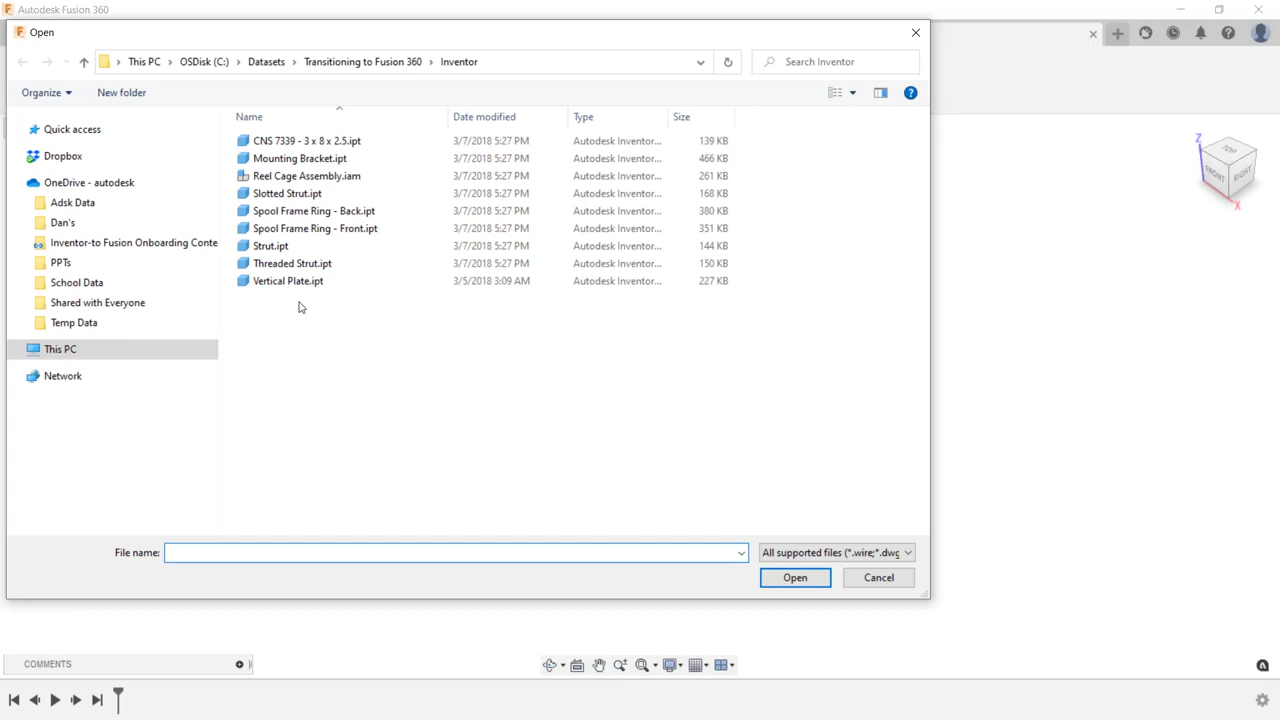 Autodesk Fusion 360
Open
This PC > OSDisk (C:) > Datasets > Transitioning to Fusion 360 > Inventor
Search Inventor
Organize
New folder
Name Date modified Type Size
Quick access
Dropbox
OneDrive - autodesk
Adsk Data
Dan's
Inventor-to Fusion Onboarding Conte
PPTs
School Data
Shared with Everyone
Temp Data
This PC
Network
CNS 7339 - 3 x 8 x 2.5.ipt 3/7/2018 5:27 PM Autodesk Inventor... 139 KB
Mounting Bracket.ipt 3/7/2018 5:27 PM Autodesk Inventor... 466 KB
Reel Cage Assembly.iam 3/7/2018 5:27 PM Autodesk Inventor... 261 KB
Slotted Strut.ipt 3/7/2018 5:27 PM Autodesk Inventor... 168 KB
Spool Frame Ring - Back.ipt 3/7/2018 5:27 PM Autodesk Inventor... 380 KB
Spool Frame Ring - Front.ipt 3/7/2018 5:27 PM Autodesk Inventor... 351 KB
Strut.ipt 3/7/2018 5:27 PM Autodesk Inventor... 144 KB
Threaded Strut.ipt 3/7/2018 5:27 PM Autodesk Inventor... 150 KB
Vertical Plate.ipt 3/5/2018 3:09 AM Autodesk Inventor... 227 KB
Z
TOP
FRONT RIGHT
X
File name:
All supported files (*.wire;*.dwg
Open
Cancel
COMMENTS